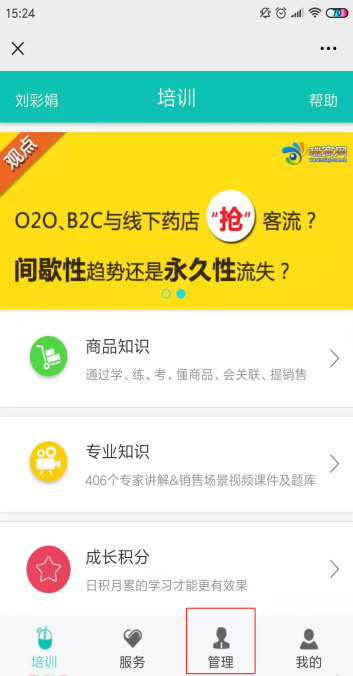 15:24
70
刘彩娟
培训
帮助
观点
O2O、B2C与线下药店“抢”客流？
间歇性趋势还是永久性流失？
商品知识
通过学、练、考，懂商品、会关联、提销售
专业知识
406个专家讲解&销售场景视频课件及题库
成长积分
日积月累的学习才能更有效果
培训
服务
管理
我的